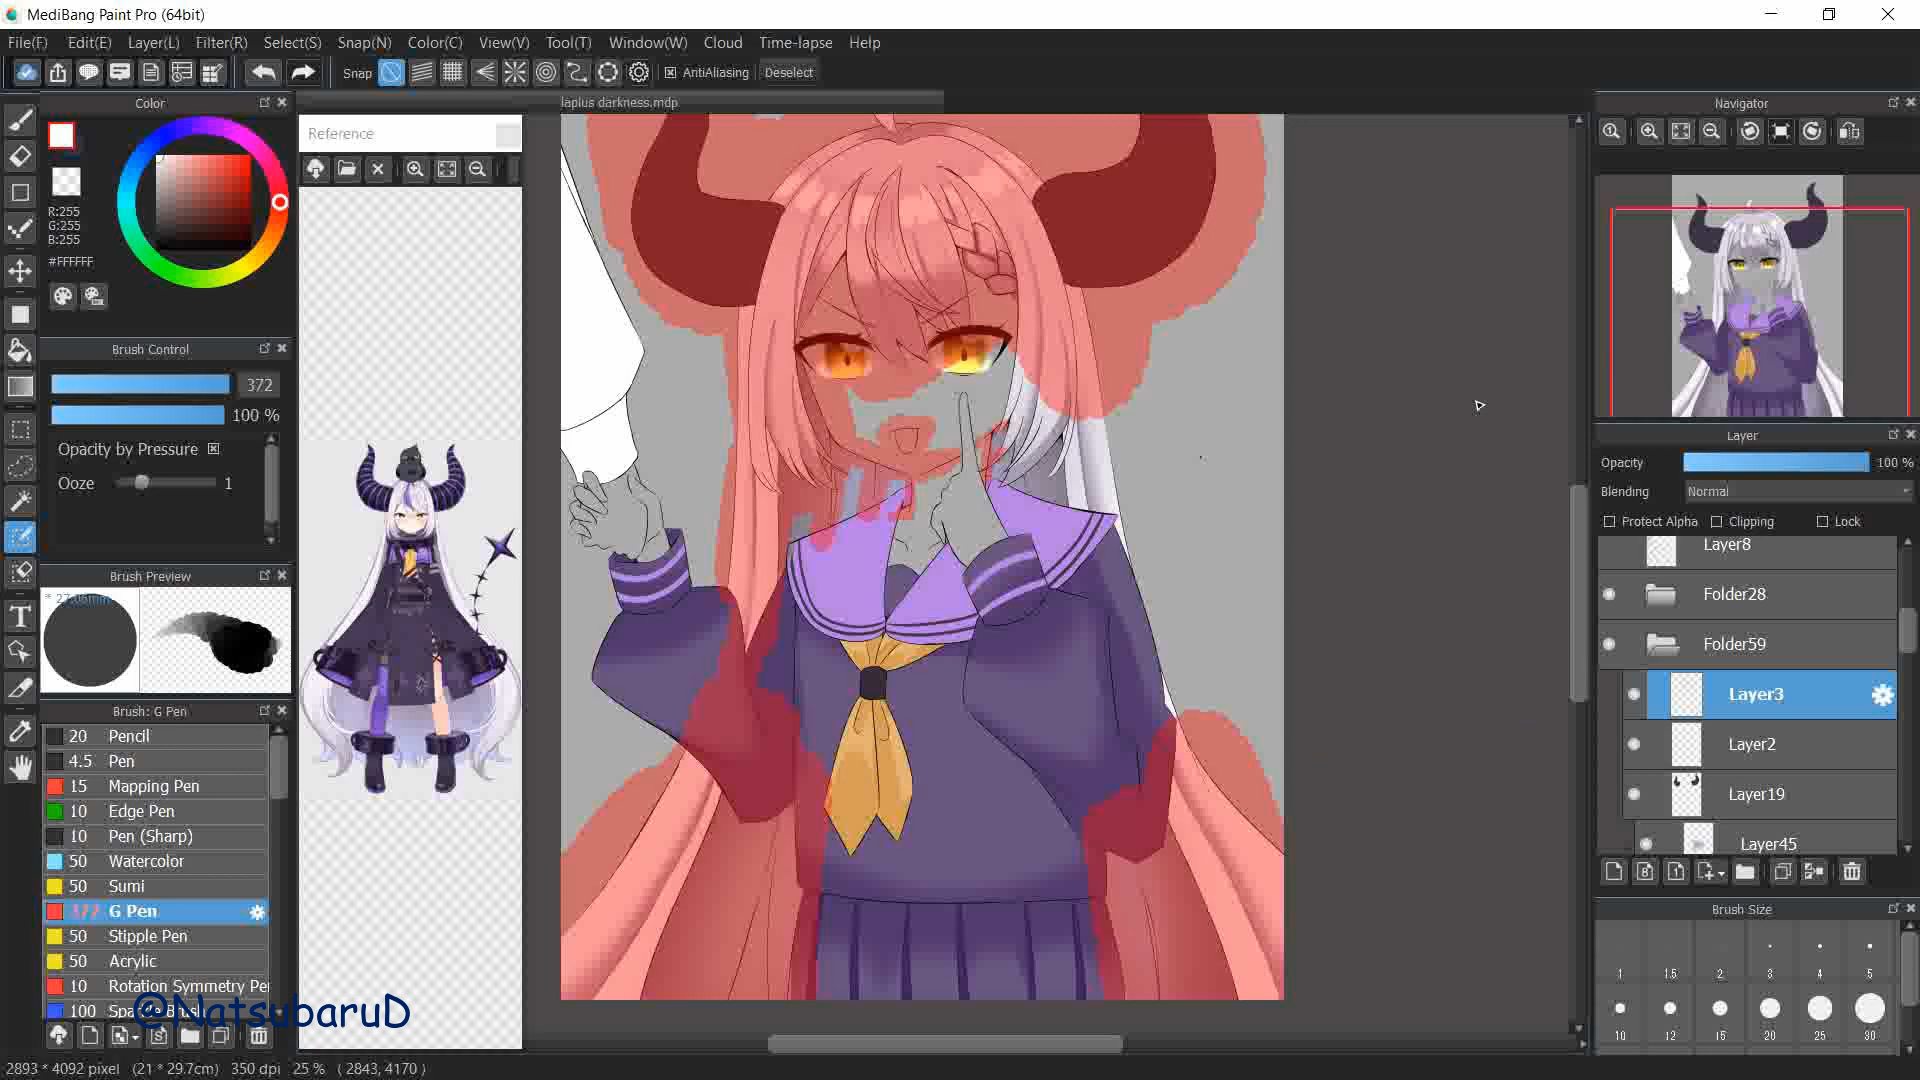 MediBang Paint Pro (64bit)
File(F) Edit(E) Layer(L) Filter(R) Select(S) Snap(N) Color(C) View(V) Tool(T) Window(W) Cloud Time-lapse Help
Snap AntiAliasing Deselect
Color
R:255
G:255
B:255
#FFFFFF
Brush Control
372
100 %
Opacity by Pressure
Ooze 1
Brush Preview
* 27.06mm
Brush: G Pen
20 Pencil
4.5 Pen
15 Mapping Pen
10 Edge Pen
10 Pen (Sharp)
50 Watercolor
50 Sumi
G Pen
50 Stipple Pen
50 Acrylic
10 Rotation Symmetry Pe
100
@NatsubaruD
laplus darkness.mdp
Reference
Navigator
Layer
Opacity 100 %
Blending Normal
Protect Alpha Clipping Lock
Layer8
Folder28
Folder59
Layer3
Layer2
Layer19
Layer45
Brush Size
1 1.5 2 3 4 5
10 12 15 20 25 30
2893 * 4092 pixel (21 * 29.7cm) 350 dpi 25 % ( 2843, 4170 )